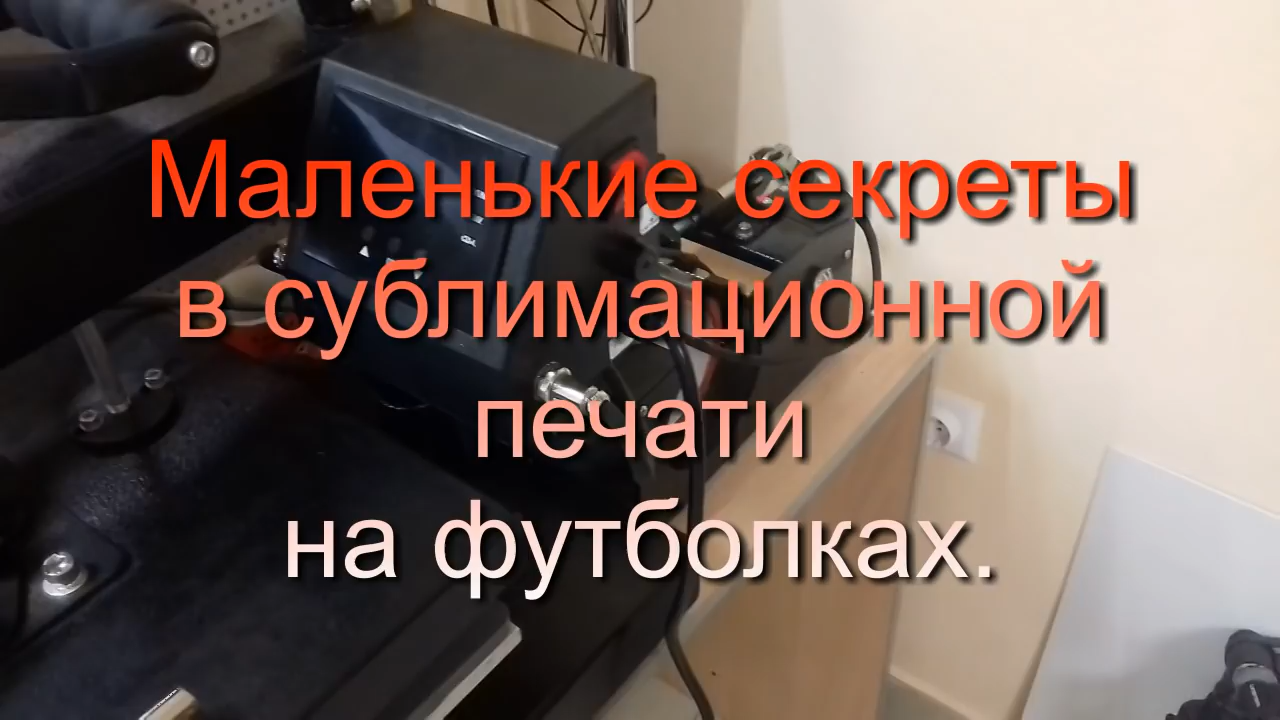 Маленькие секреты
в сублимационной
печати
на футболках.